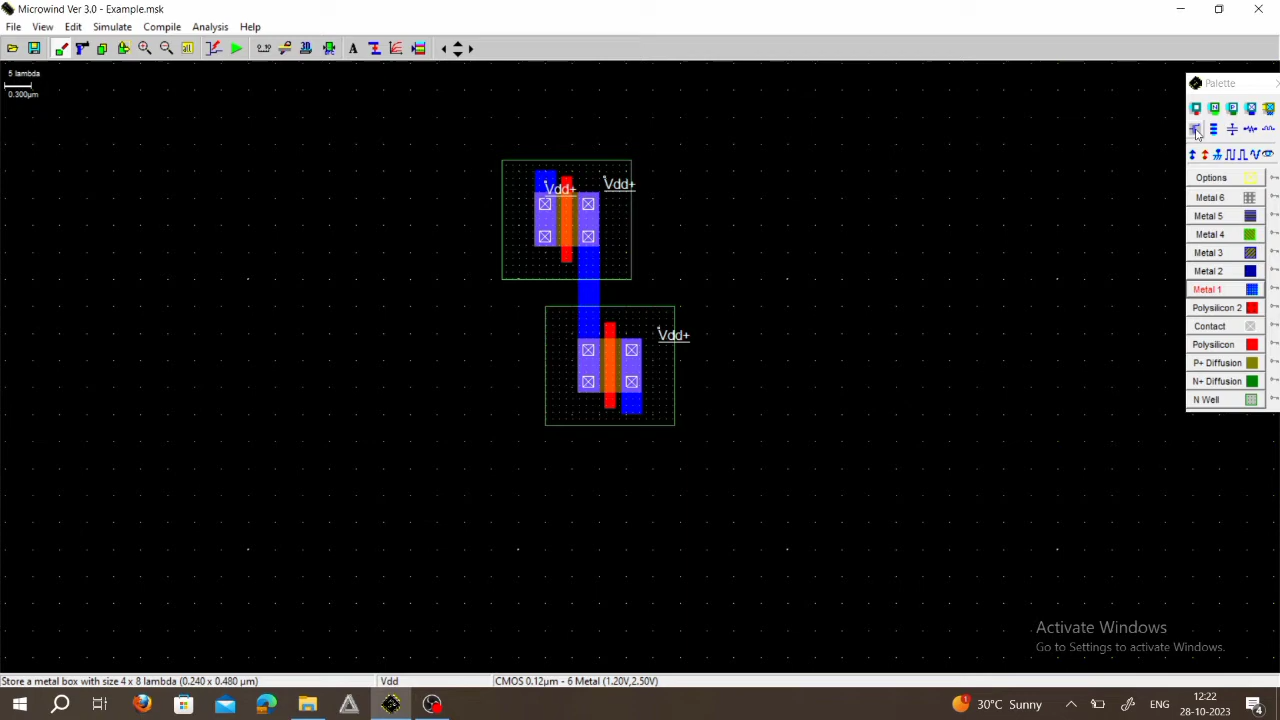 Microwind Ver 3.0 - Example.msk
File View Edit Simulate Compile Analysis Help
5 lambda
0.300µm
Palette
Vdd+
Vdd+
Vdd+
Options
Metal 6
Metal 5
Metal 4
Metal 3
Metal 2
Metal 1
Polysilicon 2
Contact
Polysilicon
P+ Diffusion
N+ Diffusion
N Well
Activate Windows
Go to Settings to activate Windows.
Store a metal box with size 4 x 8 lambda (0.240 x 0.480 µm) Vdd CMOS 0.12µm - 6 Metal (1.20V,2.50V)
30°C Sunny ENG 12:22
28-10-2023 4